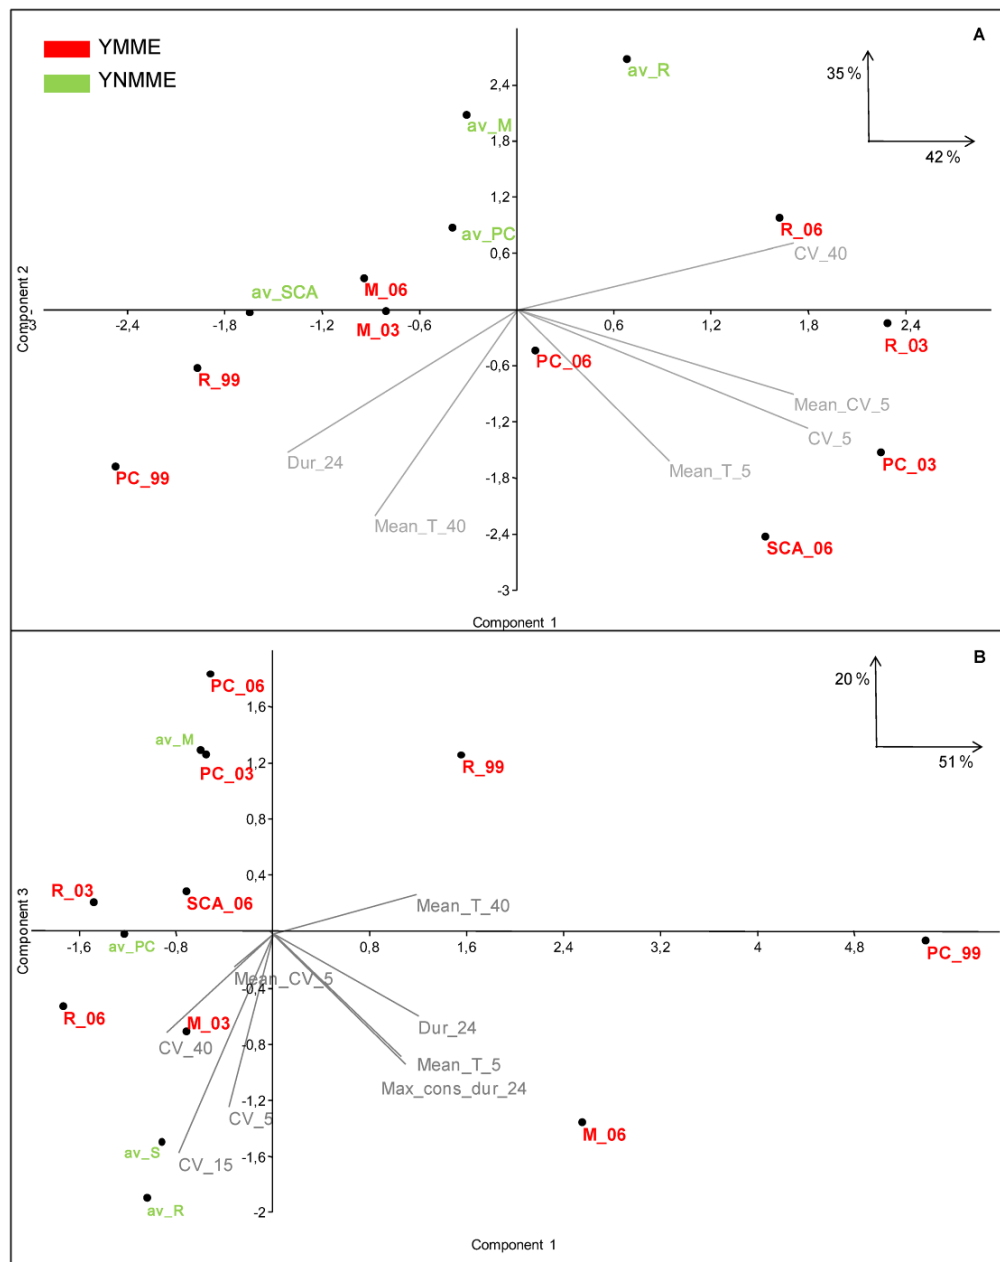 A
YMME
YNMME
35 %
42 %
av_R
2,4
av_M
1,8
1,2
R_06
CV_40
av_PC
0,6
M_06
av_SCA
Component 2
-3
-2,4
-1,8
-1,2
-0,6
0,6
1,2
1,8
2,4
M_03
R_03
PC_06
-0,6
R_99
Mean_CV_5
-1,2
CV_5
Dur_24
PC_03
Mean_T_5
PC_99
-1,8
Mean_T_40
-2,4
SCA_06
-3
Component 1
B
20 %
51 %
PC_06
1,6
av_M
PC_03
1,2
R_99
0,8
0,4
R_03
SCA_06
Mean_T_40
Component 3
-1,6
av_PC
-0,8
0,8
1,6
2,4
3,2
4
4,8
PC_99
Mean_CV_5
-0,4
R_06
M_03
Dur_24
CV_40
-0,8
Mean_T_5
Max_cons_dur_24
-1,2
CV_5
M_06
av_S
-1,6
CV_15
av_R
-2
Component 1